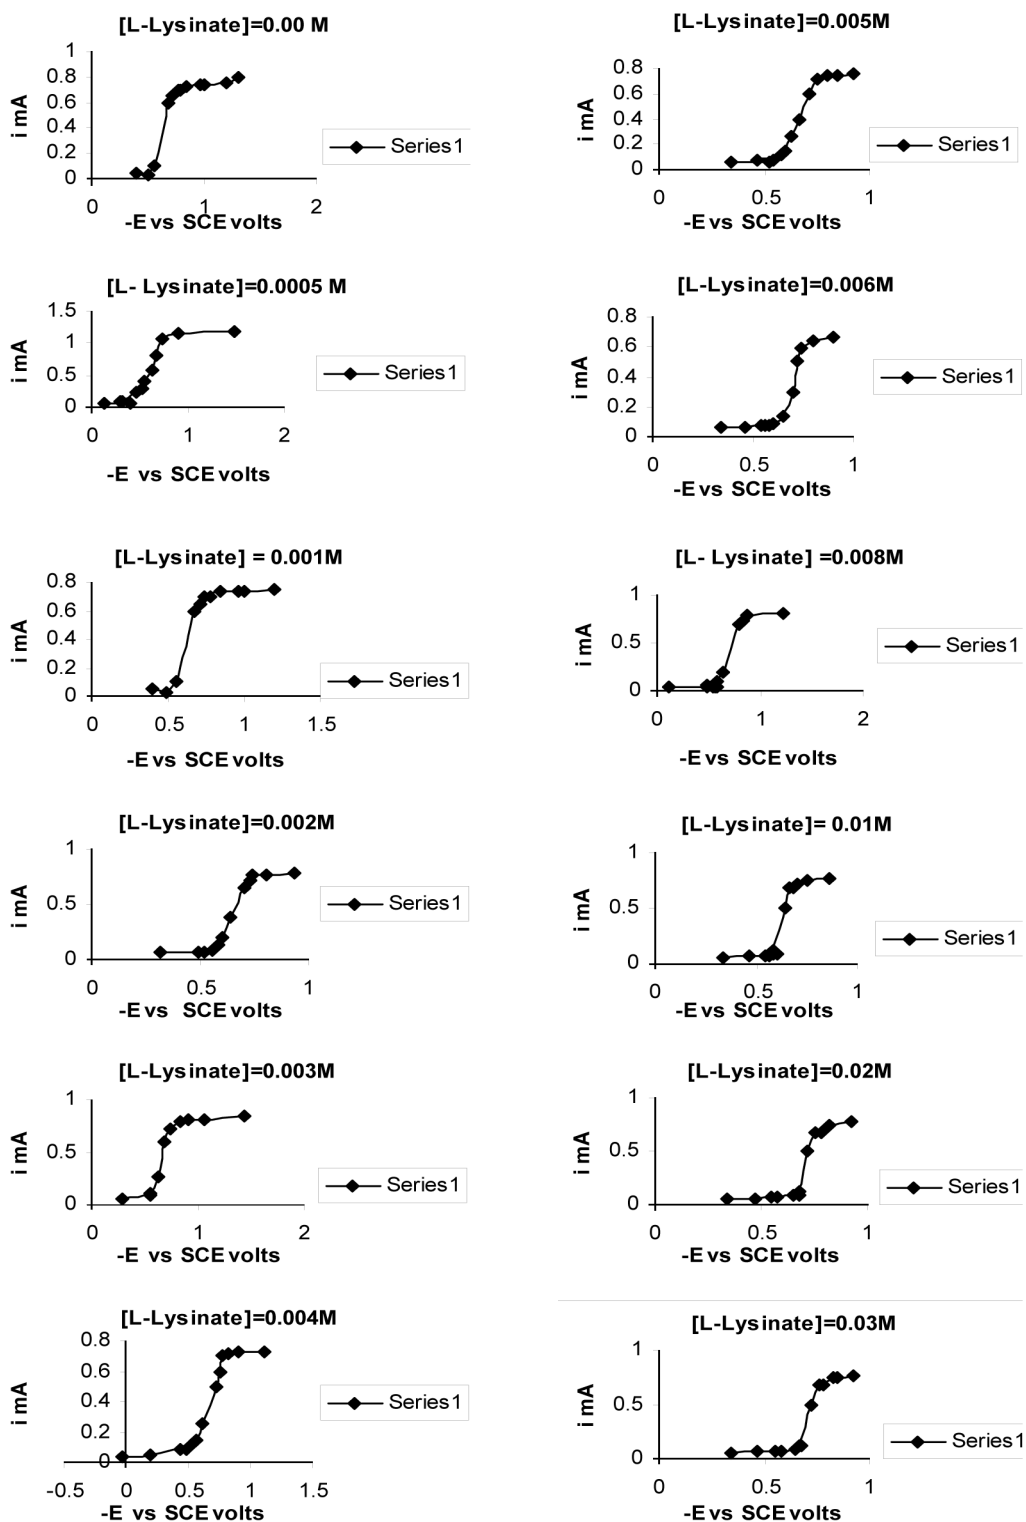 [L-Lysinate]=0.00 M
1
0.8
0.6
0.4
0.2
0
i mA
Series1
0
1
2
-E vs SCE volts
[L- Lysinate]=0.0005 M
1.5
1
0.5
0
i mA
Series1
0
1
2
-E vs SCE volts
[L-Lysinate] = 0.001M
0.8
0.6
0.4
0.2
0
i mA
Series1
0
0.5
1
1.5
-E vs SCE volts
[L-Lysinate]=0.002M
1
0.5
0
i mA
Series1
0
0.5
1
-E vs SCE volts
[L-Lysinate]=0.003M
1
0.5
0
i mA
Series1
0
1
2
-E vs SCE volts
[L-Lysinate]=0.004M
0.8
0.6
0.4
0.2
0
i mA
Series1
-0.5
0
0.5
1
1.5
-E vs SCE volts
[L-Lysinate]=0.005M
0.8
0.6
0.4
0.2
0
i mA
Series1
0
0.5
1
-E vs SCE volts
[L-Lysinate]=0.006M
0.8
0.6
0.4
0.2
0
i mA
Series1
0
0.5
1
-E vs SCE volts
[L- Lysinate] =0.008M
1
0.5
0
i mA
Series1
0
1
2
-E vs SCE volts
[L-Lysinate]= 0.01M
1
0.5
0
i mA
Series1
0
0.5
1
-E vs SCE volts
[L-Lysinate]=0.02M
1
0.5
0
i mA
Series1
0
0.5
1
-E vs SCE volts
[L-Lysinate]=0.03M
1
0.5
0
i mA
Series1
0
0.5
1
-E vs SCE volts